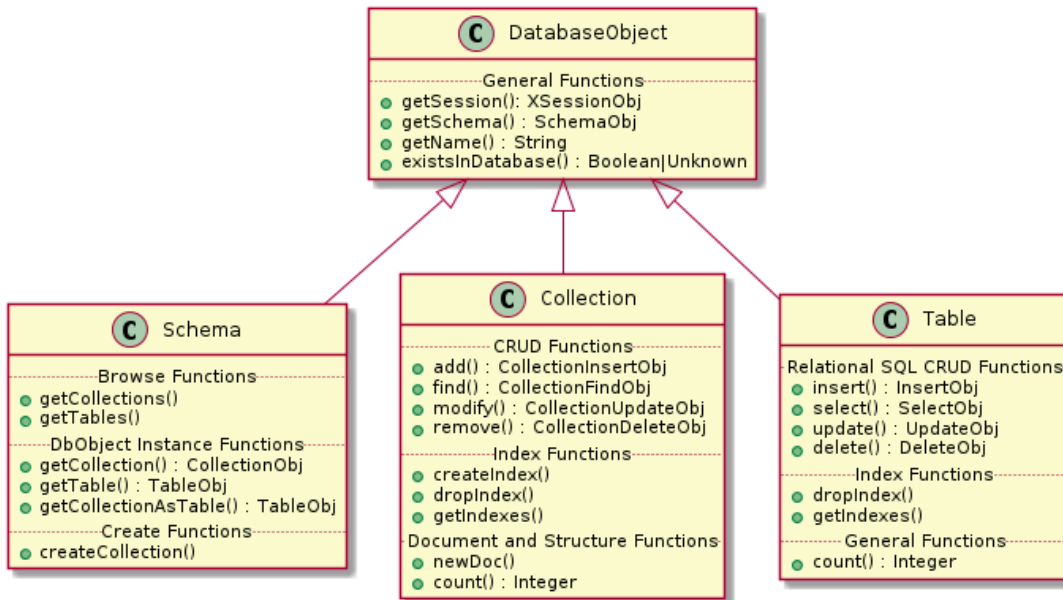 C DatabaseObject
General Functions
getSession(): XSessionObj
getSchema() : SchemaObj
getName() : String
existsInDatabase() : Boolean|Unknown
C Schema
Browse Functions
getCollections()
getTables()
DbObject Instance Functions
getCollection() : CollectionObj
getTable() : TableObj
getCollectionAsTable() : TableObj
Create Functions
createCollection()
C Collection
CRUD Functions
add() : CollectionInsertObj
find() : CollectionFindObj
modify() : CollectionUpdateObj
remove() : CollectionDeleteObj
Index Functions
createIndex()
dropIndex()
getIndexes()
Document and Structure Functions
newDoc()
count() : Integer
C Table
Relational SQL CRUD Functions
insert() : InsertObj
select() : SelectObj
update() : UpdateObj
delete() : DeleteObj
Index Functions
dropIndex()
getIndexes()
General Functions
count() : Integer